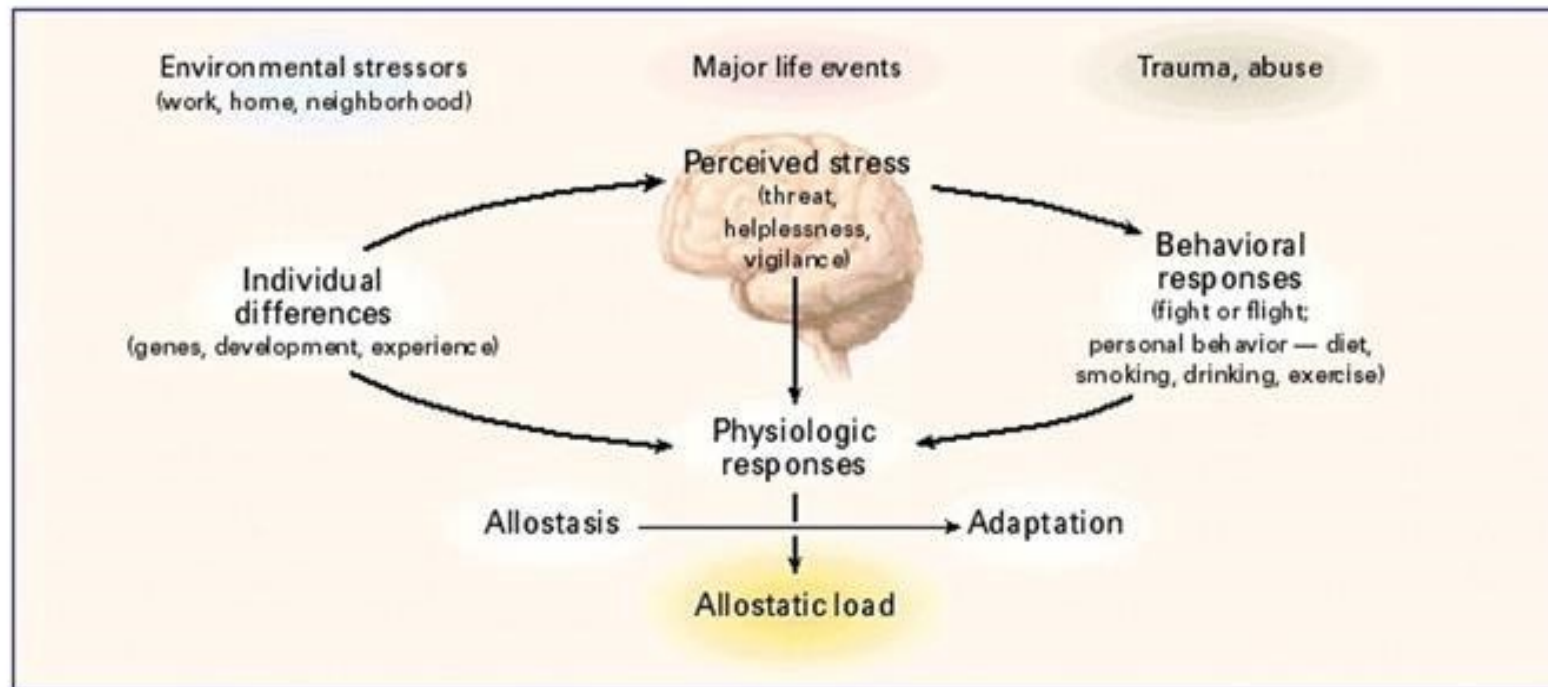 Environmental stressors
(work, home, neighborhood)
Major life events
Trauma, abuse
Perceived stress
(threat,
helplessness,
vigilance)
Individual
differences
(genes, development, experience)
Behavioral
responses
(fight or flight;
personal behavior — diet,
smoking, drinking, exercise)
Physiologic
responses
Allostasis
Adaptation
Allostatic load